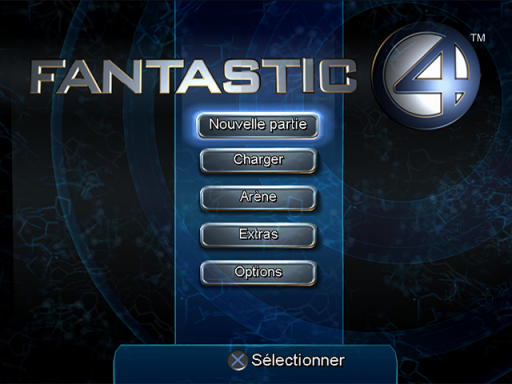 FANTASTIC 4 TM
Nouvelle partie
Charger
Arène
Extras
Options
Sélectionner